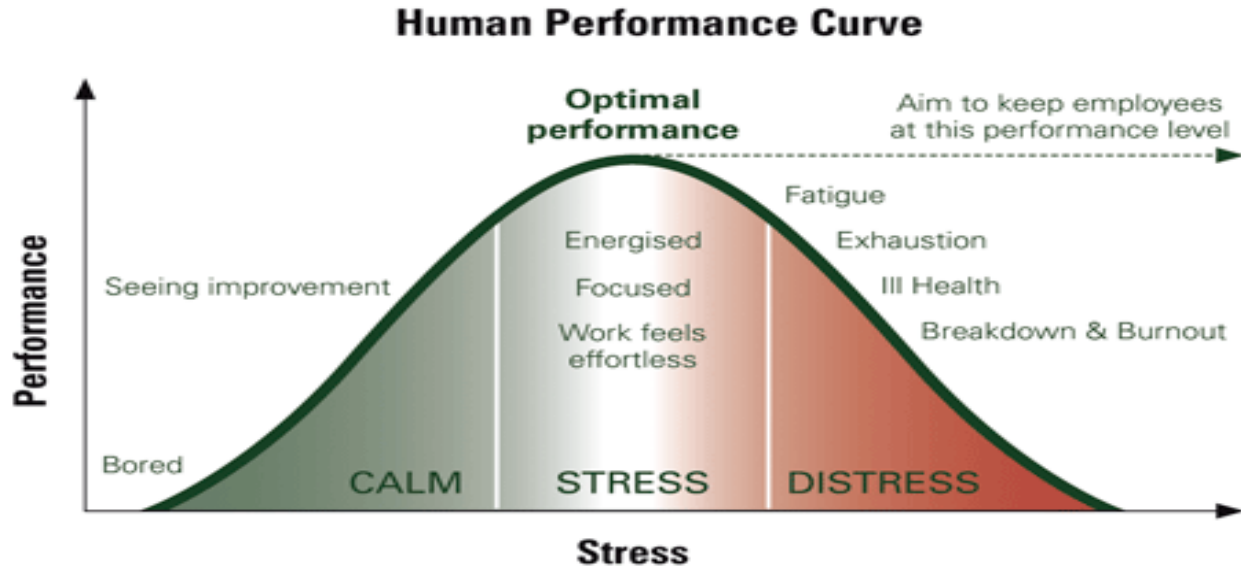 Human Performance Curve
Optimal
performance
Aim to keep employees
at this performance level
Fatigue
Energised
Exhaustion
Seeing improvement
Focused
Ill Health
Work feels
effortless
Breakdown & Burnout
Performance
Bored
CALM
STRESS
DISTRESS
Stress